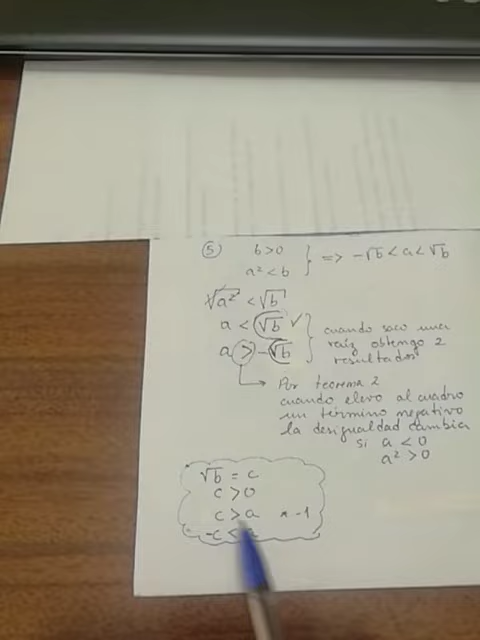 5 b>0
a² < b } => -√b < a < √b
√a² < √b
a < √b ✓
a > -√b
cuando saco una
raíz obtengo 2
resultados
→ Por teorema 2
cuando elevo al cuadro
un término negativo
la desigualdad cambia
si a < 0
a² > 0
√b = c
c > 0
c > a * -1
-c <